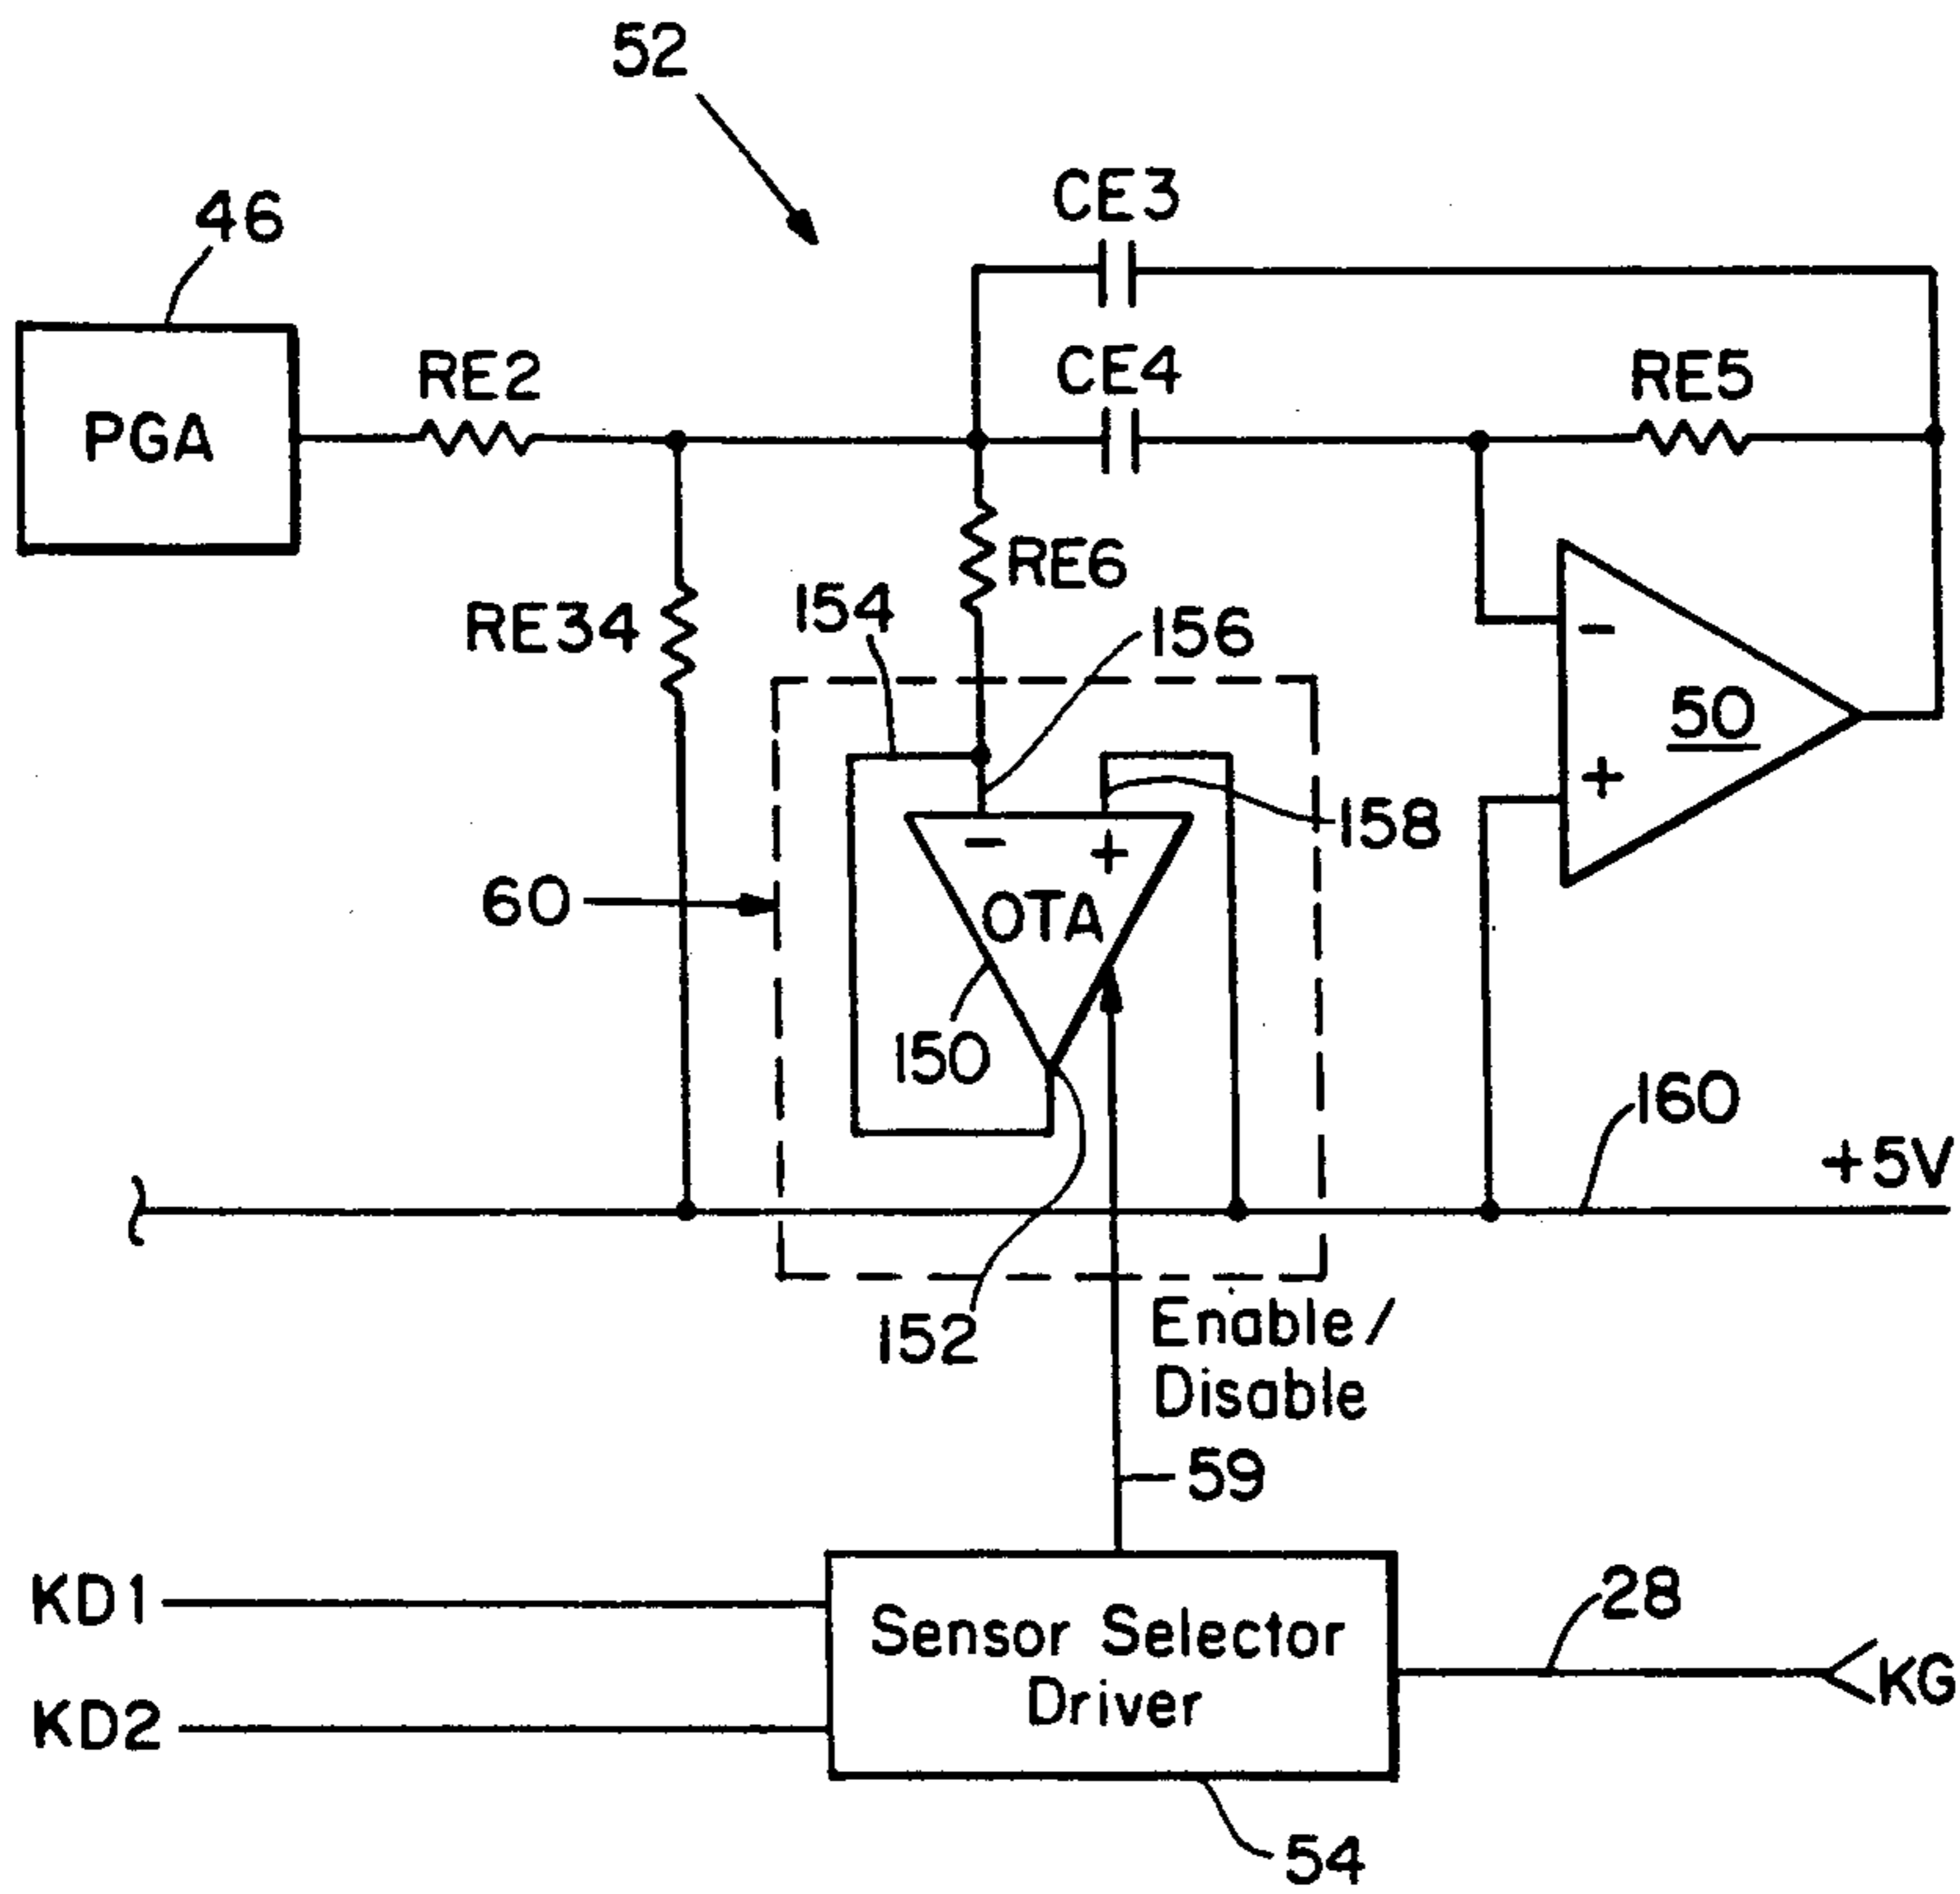 52
CE3
46
CE4
RE2
RE5
PGA
RE6
154
RE34
156
-
50
+
158
-
+
60
OTA
150
160
+5V
152
Enable/
Disable
59
KD1
28
Sensor Selector
Driver
KG
KD2
54